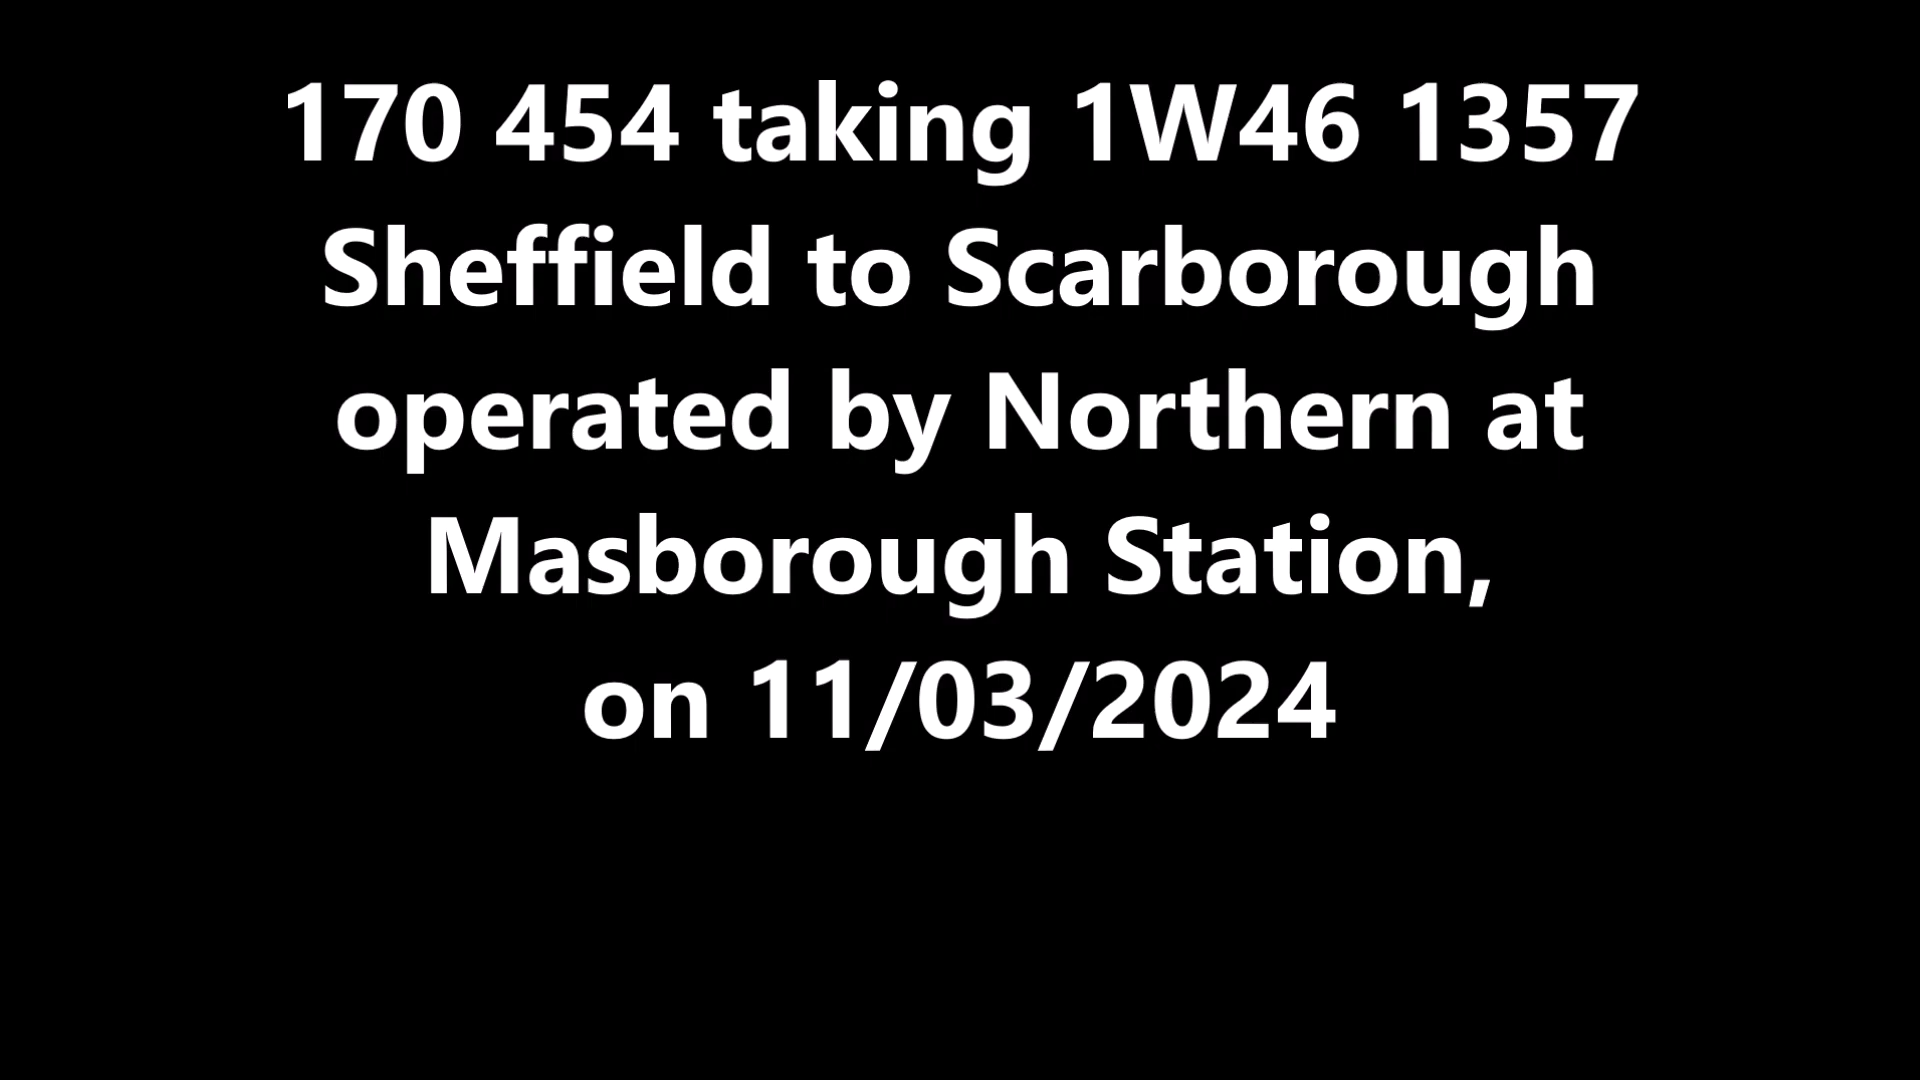 170 454 taking 1W46 1357
Sheffield to Scarborough
operated by Northern at
Masborough Station,
on 11/03/2024